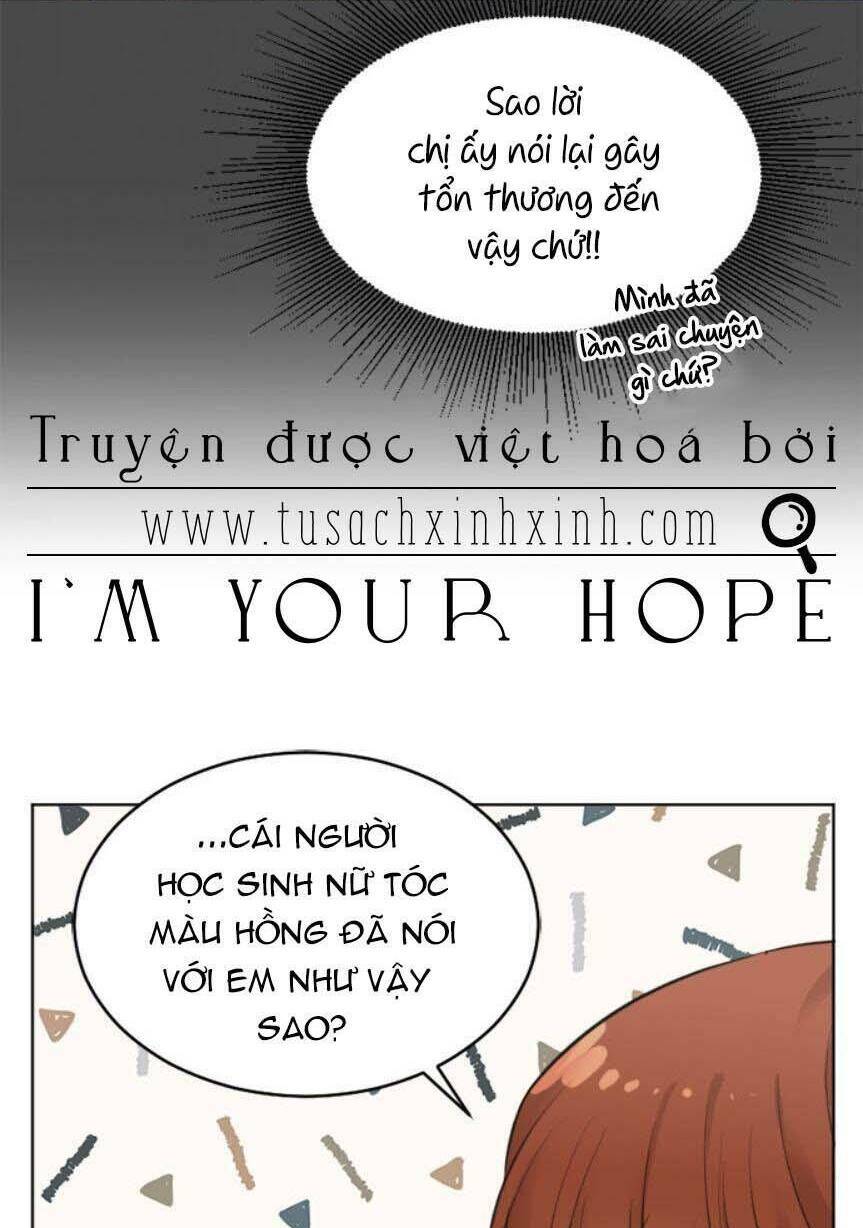 Sao lời
chị ấy nói lại gây
tổn thương đến
vậy chứ!!
Mình đã
làm sai chuyện
gì chứ?
Truyện được việt hoá bởi
www.tusachxinhxinh.com
I'M YOUR HOPE
...CÁI NGƯỜI
HỌC SINH NỮ TÓC
MÀU HỒNG ĐÃ NÓI
VỚI EM NHƯ VẬY
SAO?